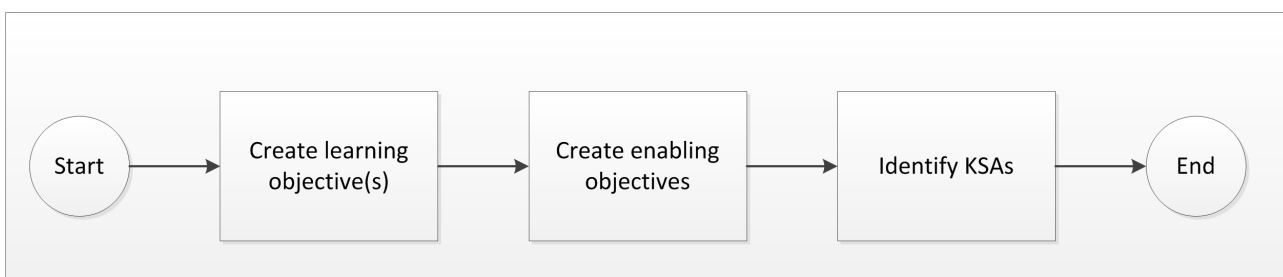 Start
Create learning
objective(s)
Create enabling
objectives
Identify KSAs
End